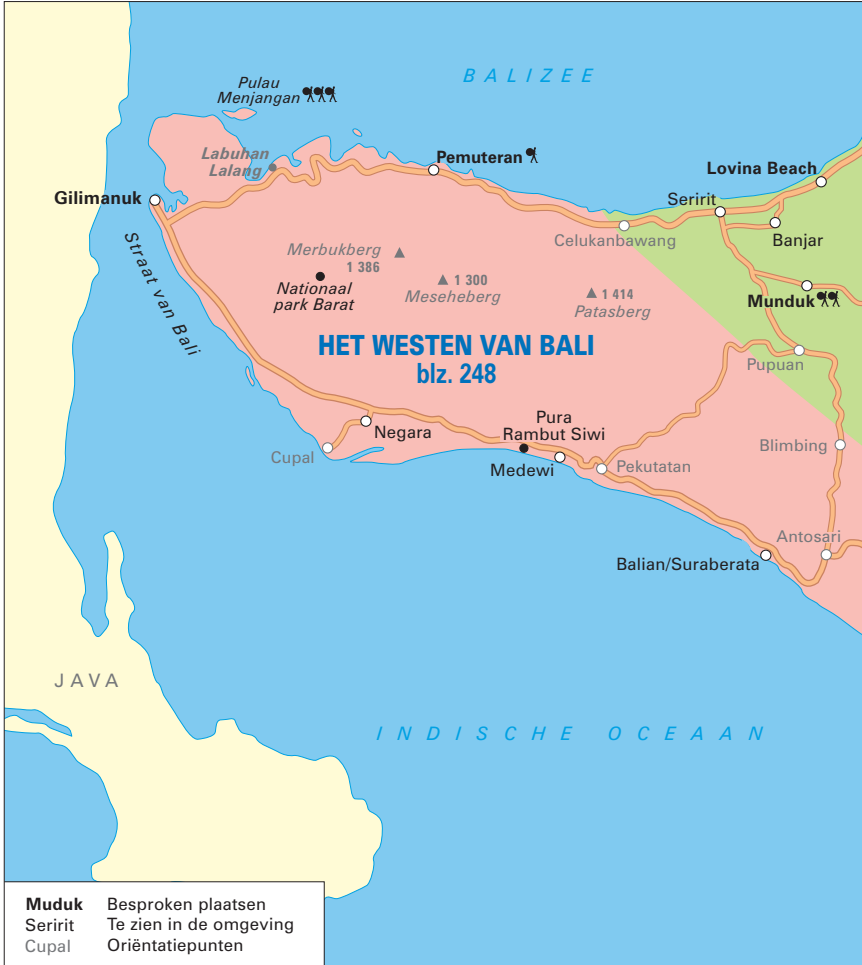 BALIZEE
Pulau
Menjangan
Labuhan
Lalang
Pemuteran
Lovina Beach
Gilimanuk
Seririt
Celukanbawang
Banjar
Straat van Bali
Merbukberg
1 386
Nationaal
park Barat
1 300
Meseheberg
1 414
Patasberg
Munduk
HET WESTEN VAN BALI
blz. 248
Pupuan
Pura
Rambut Siwi
Negara
Cupal
Medewi
Pekutatan
Blimbing
Antosari
Balian/Suraberata
JAVA
INDISCHE OCEAAN
Muduk Besproken plaatsen
Seririt Te zien in de omgeving
Cupal Oriëntatiepunten